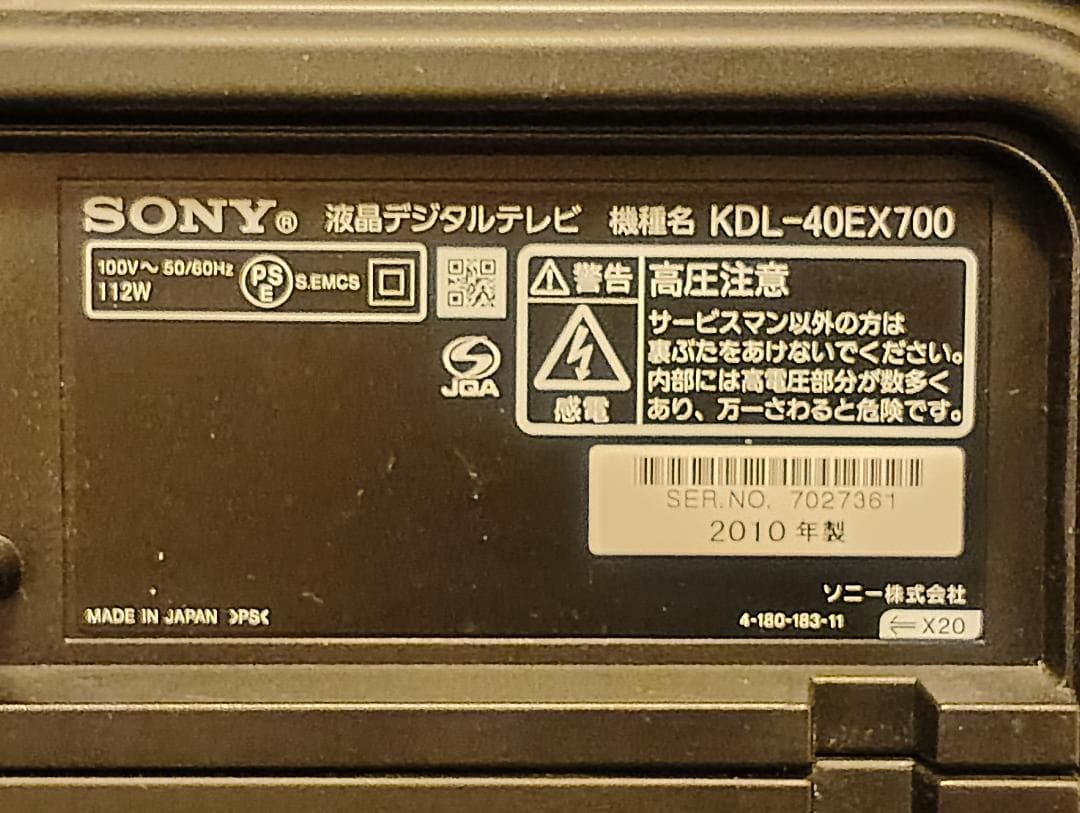 SONY® 液晶デジタルテレビ 機種名 KDL-40EX700
100V～ 50/60Hz
112W
PSE S.EMCS
JQA
警告
感電
高圧注意
サービスマン以外の方は
裏ぶたをあけないでください。
内部には高電圧部分が数多く
あり、万一さわると危険です。
SER.NO. 7027361
2010 年製
ソニー株式会社
MADE IN JAPAN >PS<
4-180-183-11
⇐ X20